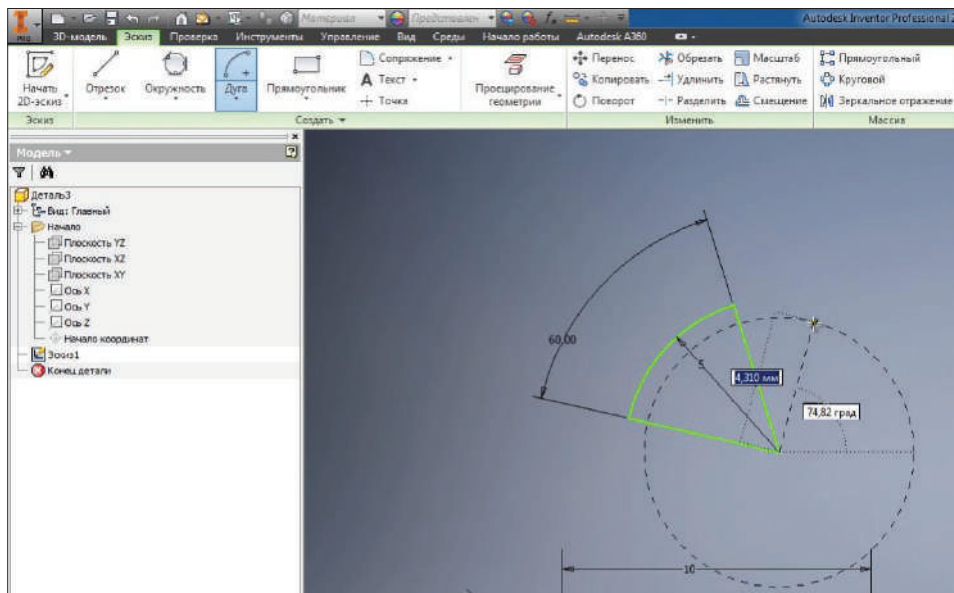 Материал Представлен Autodesk Inventor Professional 2
PRO 3D-модель Эскиз Проверка Инструменты Управление Вид Среды Начало работы Autodesk A360
Начать 2D-эскиз
Отрезок Окружность Дуга Прямоугольник
Сопряжение
Текст
Точка
Проецирование геометрии
Перенос Обрезать Масштаб Прямоугольный
Копировать Удлинить Растянуть Круговой
Поворот Разделить Смещение Зеркальное отражение
Эскиз Создать Изменить Массив
Модель
Деталь3
Вид: Главный
Начало
Плоскость YZ
Плоскость XZ
Плоскость XY
Ось X
Ось Y
Ось Z
Начало координат
Эскиз1
Конец детали
60,00
5
4,310 мм
74,82 град
10